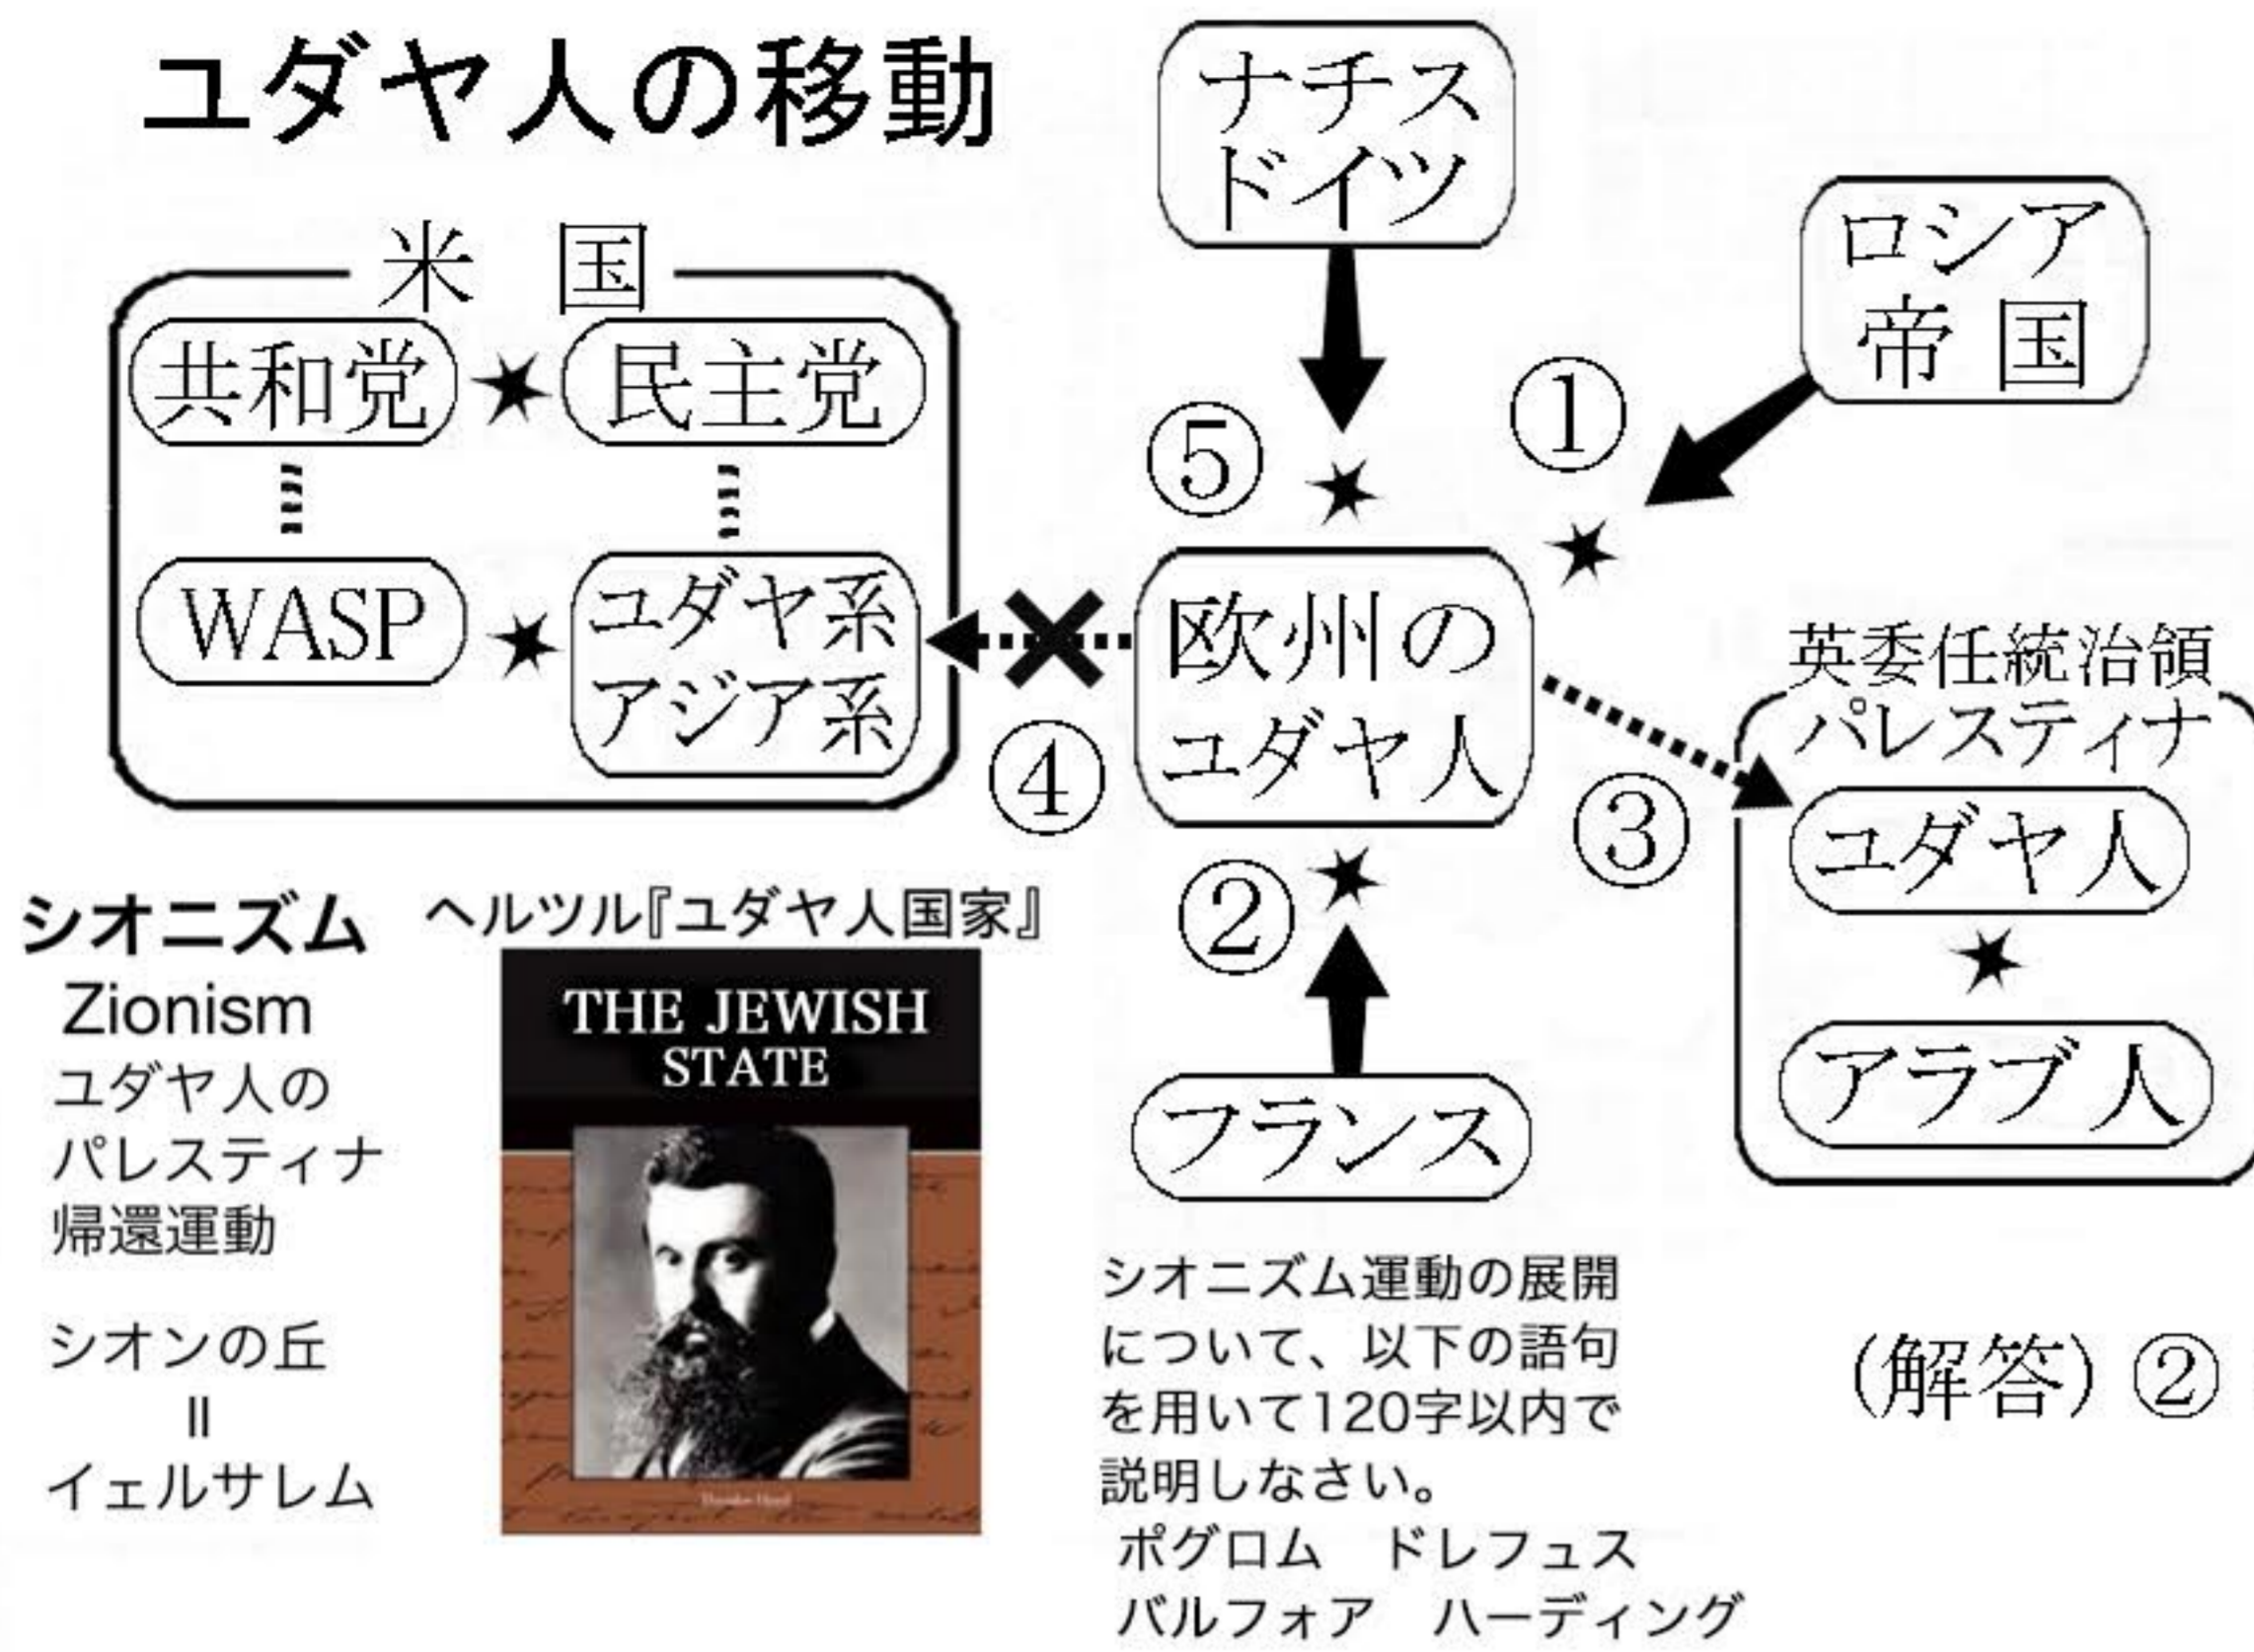 ユダヤ人の移動
ナチス
ドイツ
ロシア
帝国
米国
共和党
民主党
WASP
ユダヤ系
アジア系
⑤
①
欧州の
ユダヤ人
④
②
③
英委任統治領
パレスティナ
ユダヤ人
アラブ人
フランス
シオニズム
Zionism
ユダヤ人の
パレスティナ
帰還運動
シオンの丘
||
イェルサレム
ヘルツル『ユダヤ人国家』
THE JEWISH
STATE
シオニズム運動の展開
について、以下の語句
を用いて120字以内で
説明しなさい。
ポグロム ドレフュス
バルフォア ハーディング
(解答)②